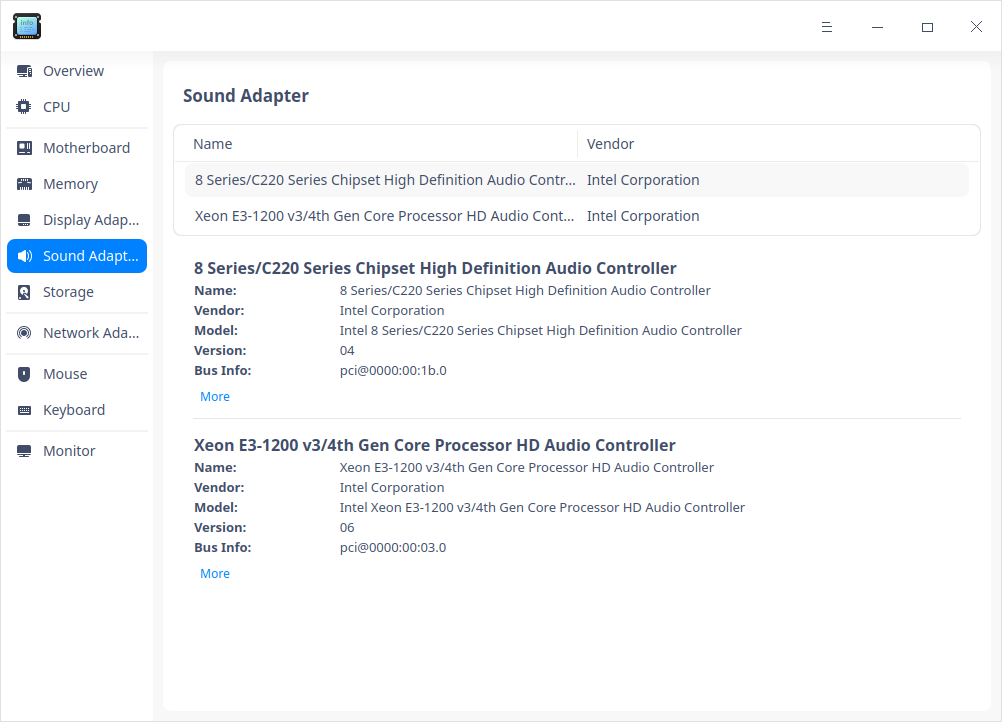 info
Overview
CPU
Motherboard
Memory
Display Adap...
Sound Adapt...
Storage
Network Ada...
Mouse
Keyboard
Monitor
Sound Adapter
Name Vendor
8 Series/C220 Series Chipset High Definition Audio Contr... Intel Corporation
Xeon E3-1200 v3/4th Gen Core Processor HD Audio Cont... Intel Corporation
8 Series/C220 Series Chipset High Definition Audio Controller
Name: 8 Series/C220 Series Chipset High Definition Audio Controller
Vendor: Intel Corporation
Model: Intel 8 Series/C220 Series Chipset High Definition Audio Controller
Version: 04
Bus Info: pci@0000:00:1b.0
More
Xeon E3-1200 v3/4th Gen Core Processor HD Audio Controller
Name: Xeon E3-1200 v3/4th Gen Core Processor HD Audio Controller
Vendor: Intel Corporation
Model: Intel Xeon E3-1200 v3/4th Gen Core Processor HD Audio Controller
Version: 06
Bus Info: pci@0000:00:03.0
More